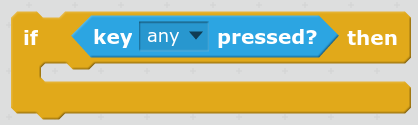 if key any pressed? then